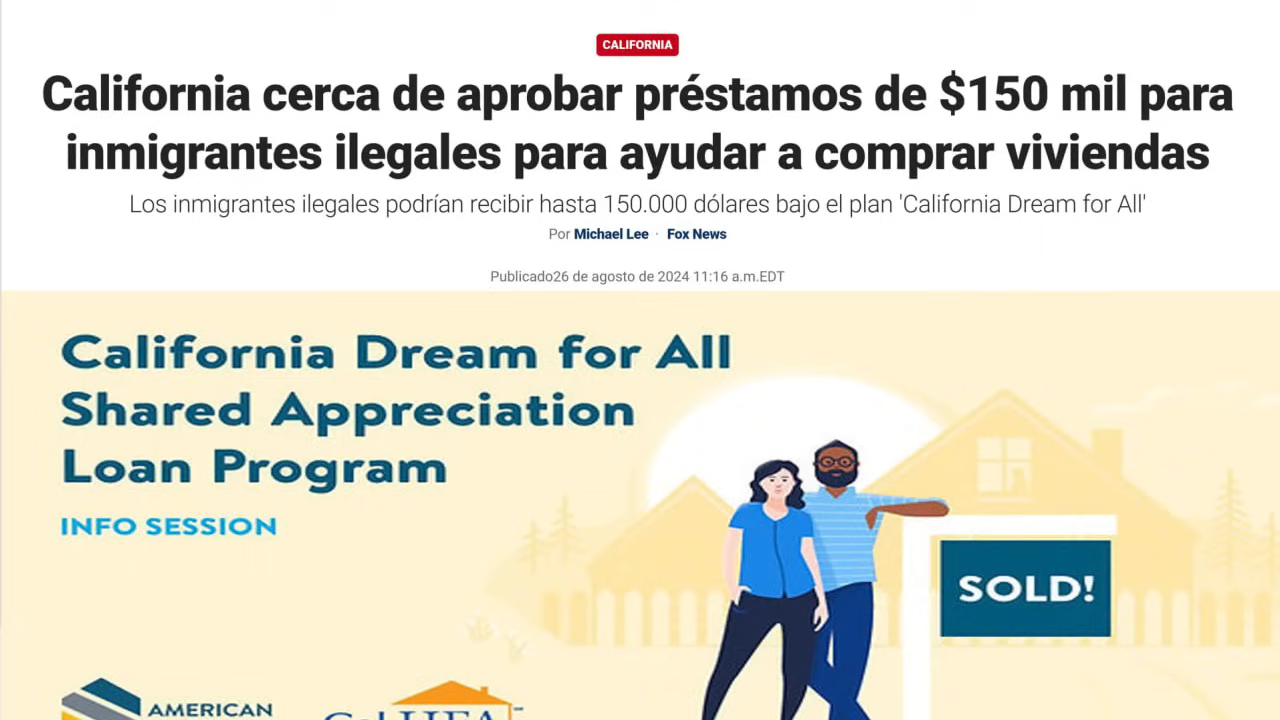 CALIFORNIA
California cerca de aprobar préstamos de $150 mil para
inmigrantes ilegales para ayudar a comprar viviendas
Los inmigrantes ilegales podrían recibir hasta 150.000 dólares bajo el plan 'California Dream for All'
Por Michael Lee · Fox News
Publicado26 de agosto de 2024 11:16 a.m.EDT
California Dream for All
Shared Appreciation
Loan Program
INFO SESSION
SOLD!
AMERICAN
CalHFA